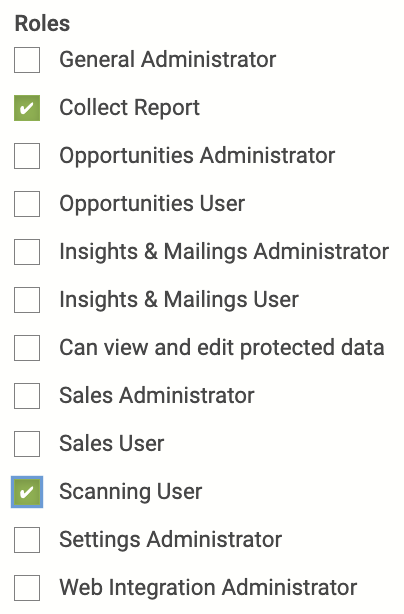 Roles
General Administrator
Collect Report
Opportunities Administrator
Opportunities User
Insights & Mailings Administrator
Insights & Mailings User
Can view and edit protected data
Sales Administrator
Sales User
Scanning User
Settings Administrator
Web Integration Administrator